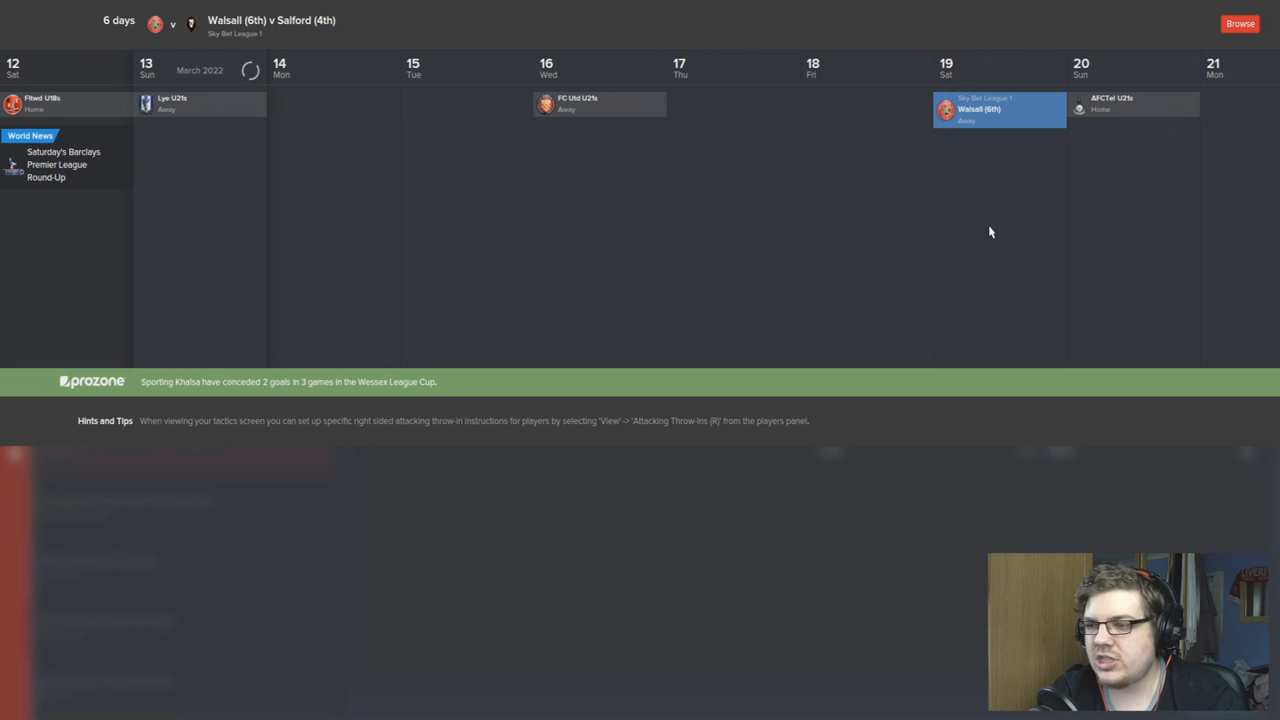 6 days
v
Walsall (6th) v Salford (4th)
Sky Bet League 1
Browse
12
Sat
13
Sun
March 2022
14
Mon
15
Tue
16
Wed
17
Thu
18
Fri
19
Sat
20
Sun
21
Mon
Fltwd U18s
Home
Lye U21s
Away
FC Utd U21s
Away
Sky Bet League 1
Walsall (6th)
Away
AFCTel U21s
Home
World News
Saturday's Barclays
Premier League
Round-Up
prozone
Sporting Khalsa have conceded 2 goals in 3 games in the Wessex League Cup.
Hints and Tips
When viewing your tactics screen you can set up specific right sided attacking throw-in instructions for players by selecting 'View' -> 'Attacking Throw-Ins (R)' from the players panel.